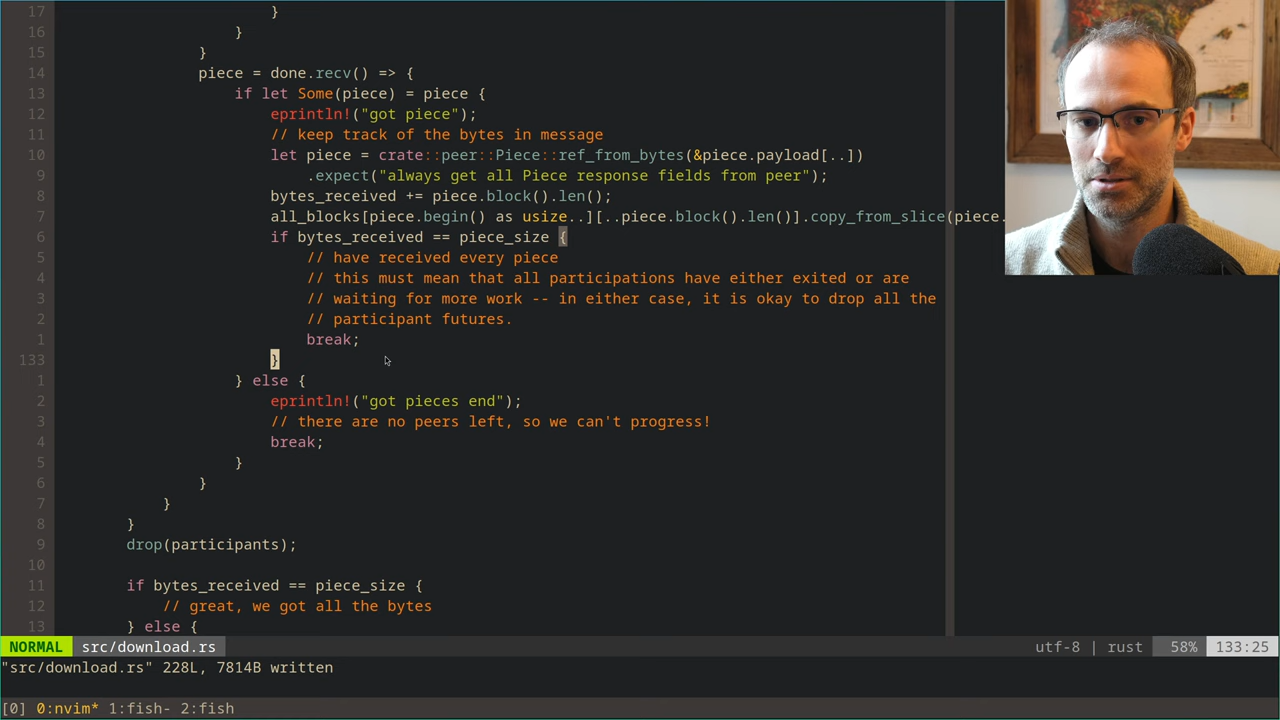 17 }
16 }
15 }
14 piece = done.recv() => {
13 if let Some(piece) = piece {
12 eprintln!("got piece");
11 // keep track of the bytes in message
10 let piece = crate::peer::Piece::ref_from_bytes(&piece.payload[..])
9 .expect("always get all Piece response fields from peer");
8 bytes_received += piece.block().len();
7 all_blocks[piece.begin() as usize..][..piece.block().len()].copy_from_slice(piece.
6 if bytes_received == piece_size {
5 // have received every piece
4 // this must mean that all participations have either exited or are
3 // waiting for more work -- in either case, it is okay to drop all the
2 // participant futures.
1 break;
133 }
1 } else {
2 eprintln!("got pieces end");
3 // there are no peers left, so we can't progress!
4 break;
5 }
6 }
7 }
8 }
9 drop(participants);
10
11 if bytes_received == piece_size {
12 // great, we got all the bytes
13 } else {
NORMAL src/download.rs utf-8 | rust 58% 133:25
"src/download.rs" 228L, 7814B written
[0] 0:nvim* 1:fish- 2:fish